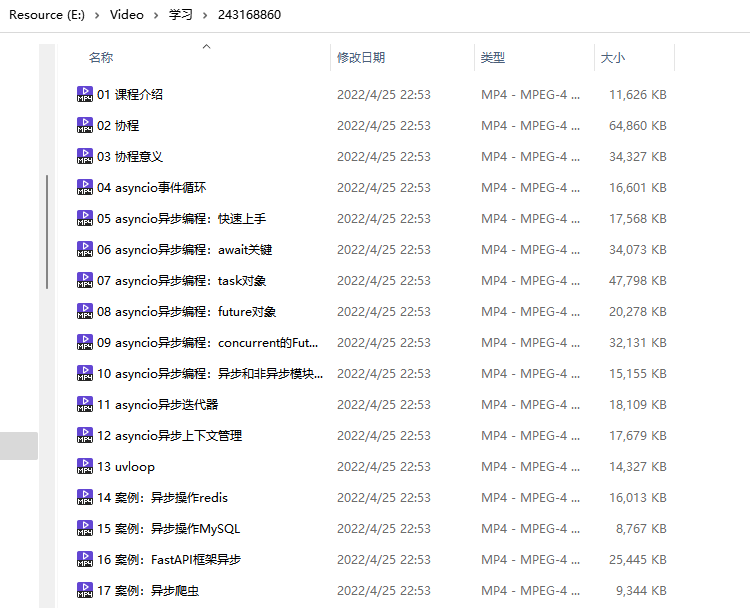 Resource (E:) > Video > 学习 > 243168860
名称 修改日期 类型 大小
01 课程介绍 2022/4/25 22:53 MP4 - MPEG-4 ... 11,626 KB
02 协程 2022/4/25 22:53 MP4 - MPEG-4 ... 64,860 KB
03 协程意义 2022/4/25 22:53 MP4 - MPEG-4 ... 34,327 KB
04 asyncio事件循环 2022/4/25 22:53 MP4 - MPEG-4 ... 16,601 KB
05 asyncio异步编程：快速上手 2022/4/25 22:53 MP4 - MPEG-4 ... 17,568 KB
06 asyncio异步编程：await关键 2022/4/25 22:53 MP4 - MPEG-4 ... 34,073 KB
07 asyncio异步编程：task对象 2022/4/25 22:53 MP4 - MPEG-4 ... 47,798 KB
08 asyncio异步编程：future对象 2022/4/25 22:53 MP4 - MPEG-4 ... 20,278 KB
09 asyncio异步编程：concurrent的Fut... 2022/4/25 22:53 MP4 - MPEG-4 ... 32,131 KB
10 asyncio异步编程：异步和非异步模块... 2022/4/25 22:53 MP4 - MPEG-4 ... 15,155 KB
11 asyncio异步迭代器 2022/4/25 22:53 MP4 - MPEG-4 ... 18,109 KB
12 asyncio异步上下文管理 2022/4/25 22:53 MP4 - MPEG-4 ... 17,679 KB
13 uvloop 2022/4/25 22:53 MP4 - MPEG-4 ... 14,327 KB
14 案例：异步操作redis 2022/4/25 22:53 MP4 - MPEG-4 ... 16,013 KB
15 案例：异步操作MySQL 2022/4/25 22:53 MP4 - MPEG-4 ... 8,767 KB
16 案例：FastAPI框架异步 2022/4/25 22:53 MP4 - MPEG-4 ... 25,445 KB
17 案例：异步爬虫 2022/4/25 22:53 MP4 - MPEG-4 ... 9,344 KB